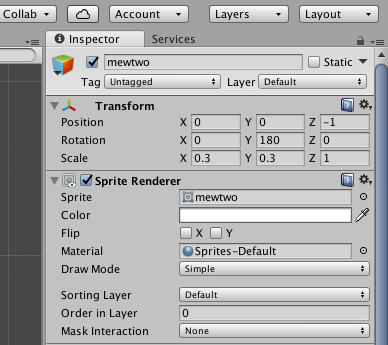 Collab Account Layers Layout
Inspector Services
mewtwo Static
Tag Untagged Layer Default
Transform
Position X 0 Y 0 Z -1
Rotation X 0 Y 180 Z 0
Scale X 0.3 Y 0.3 Z 1
Sprite Renderer
Sprite mewtwo
Color
Flip X Y
Material Sprites-Default
Draw Mode Simple
Sorting Layer Default
Order in Layer 0
Mask Interaction None